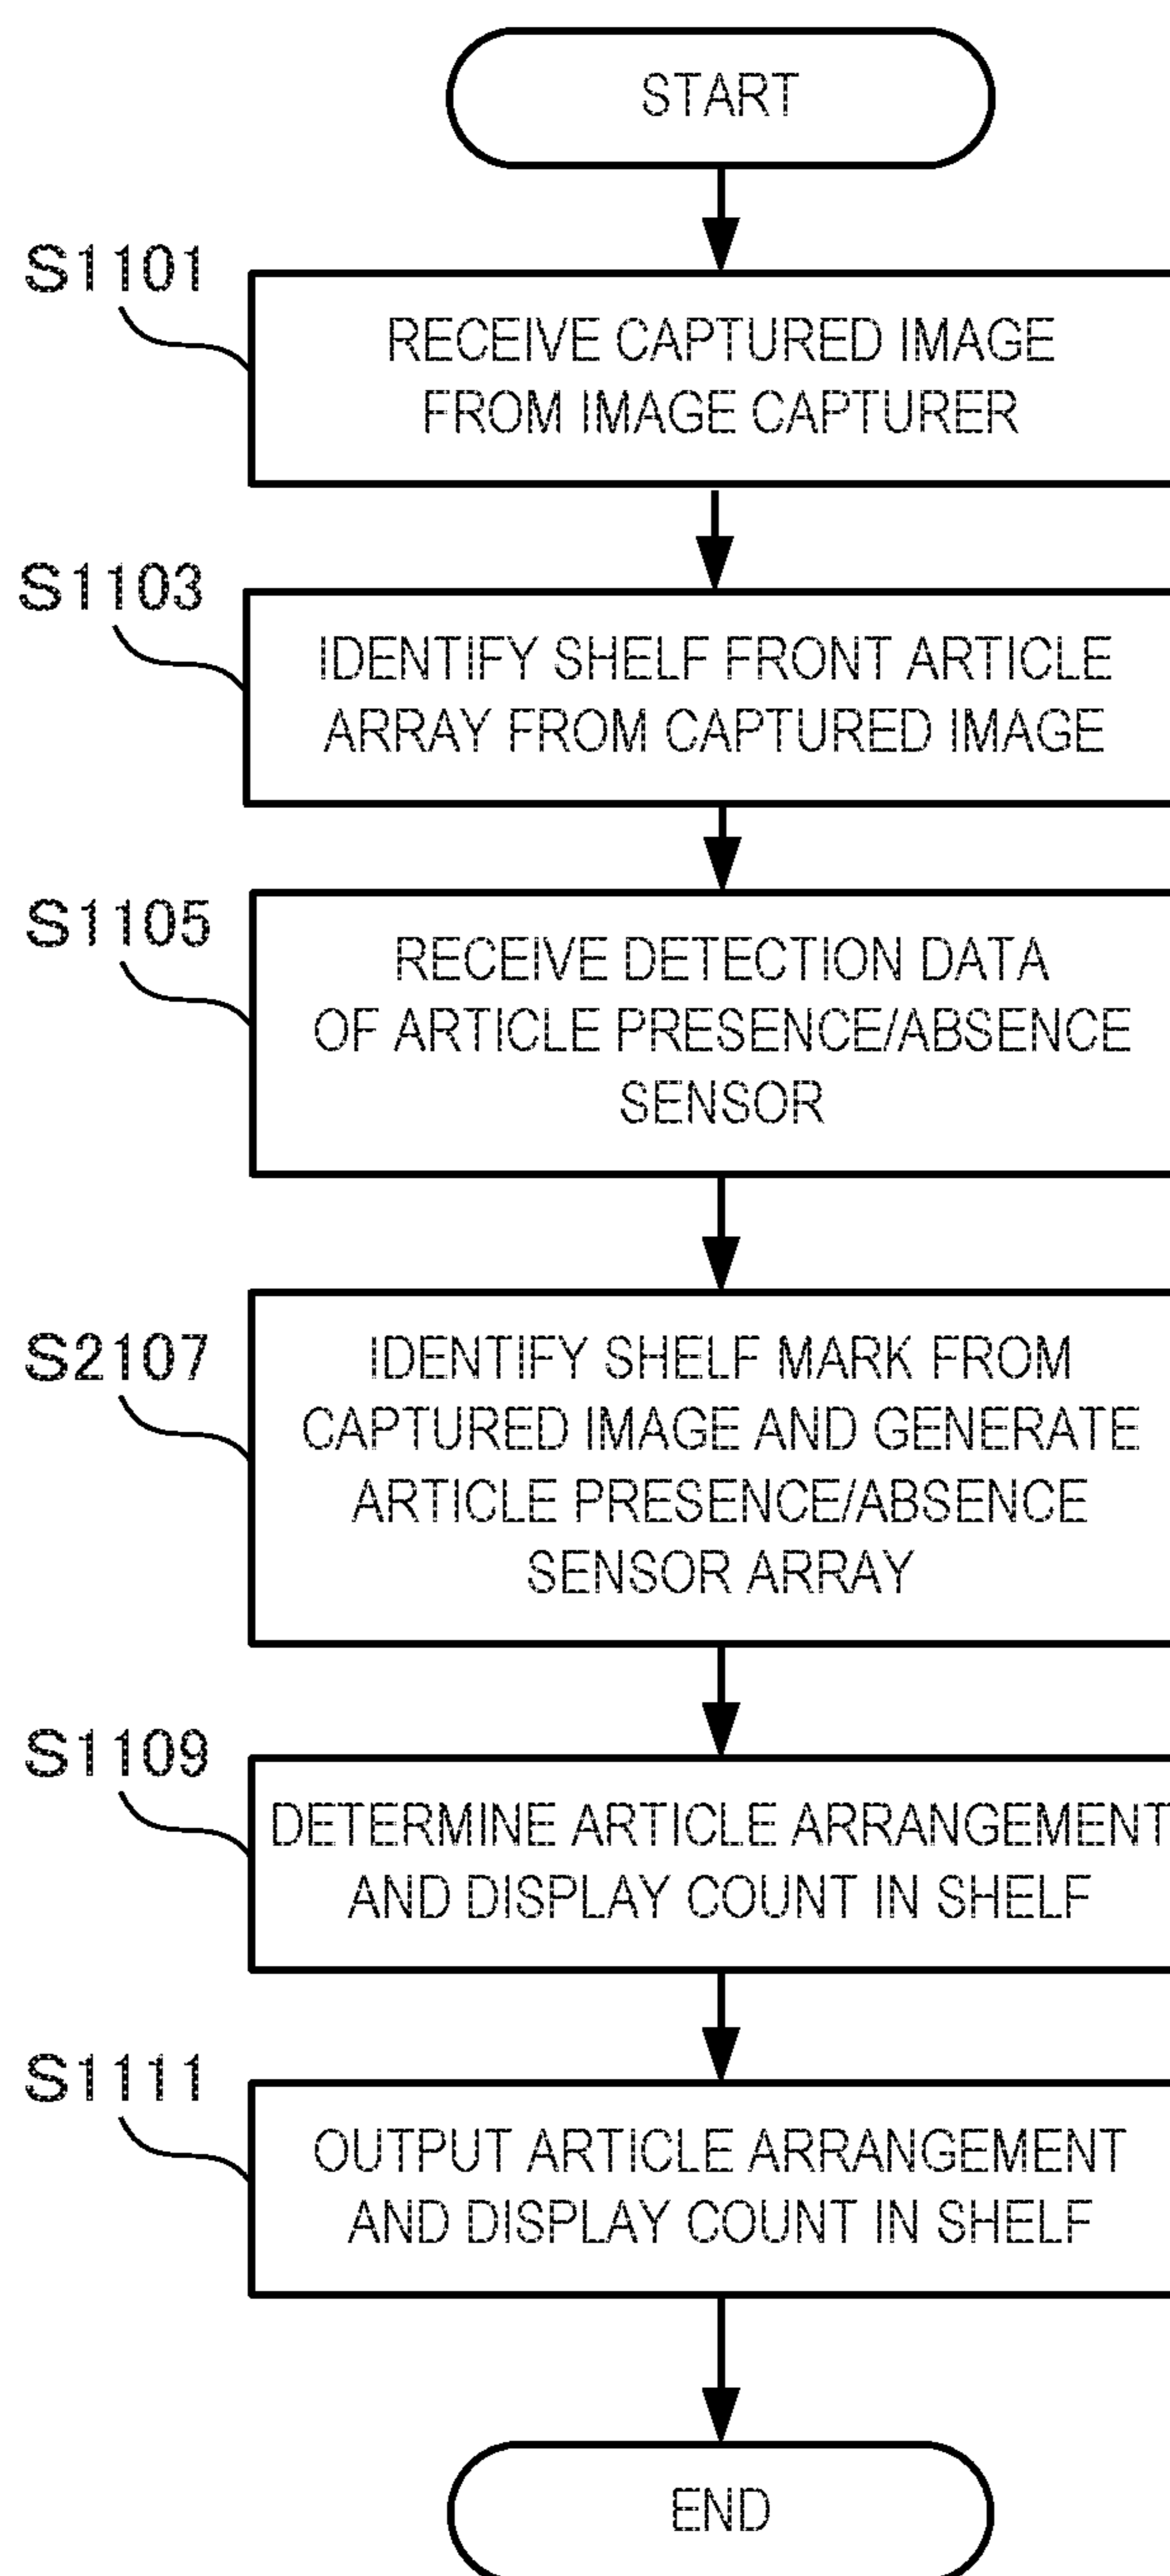 START
S1101
RECEIVE CAPTURED IMAGE
FROM IMAGE CAPTURER
S1103
IDENTIFY SHELF FRONT ARTICLE
ARRAY FROM CAPTURED IMAGE
S1105
RECEIVE DETECTION DATA
OF ARTICLE PRESENCE/ABSENCE
SENSOR
S2107
IDENTIFY SHELF MARK FROM
CAPTURED IMAGE AND GENERATE
ARTICLE PRESENCE/ABSENCE
SENSOR ARRAY
S1109
DETERMINE ARTICLE ARRANGEMENT
AND DISPLAY COUNT IN SHELF
S1111
OUTPUT ARTICLE ARRANGEMENT
AND DISPLAY COUNT IN SHELF
END